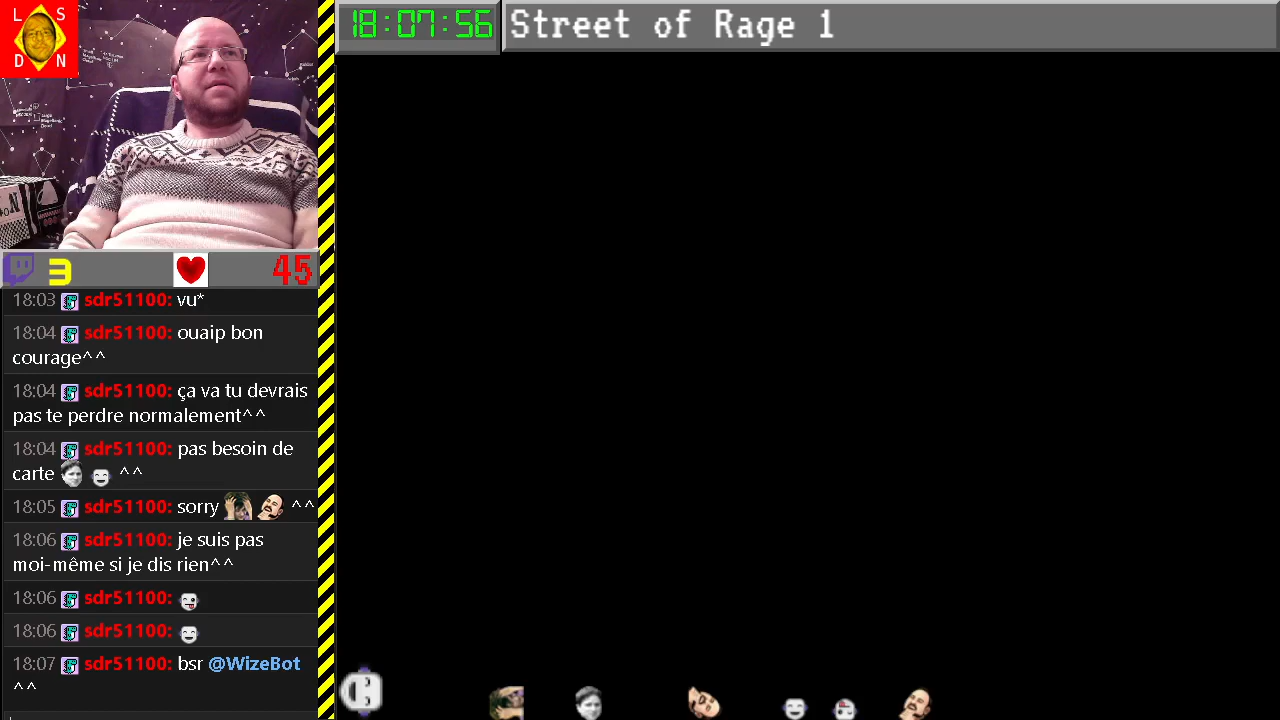 L S
D N
18:07:56
Street of Rage 1
3
45
18:03 sdr51100: vu*
18:04 sdr51100: ouaip bon
courage^^
18:04 sdr51100: ça va tu devrais
pas te perdre normalement^^
18:04 sdr51100: pas besoin de
carte ^^
18:05 sdr51100: sorry ^^
18:06 sdr51100: je suis pas
moi-même si je dis rien^^
18:06 sdr51100:
18:06 sdr51100:
18:07 sdr51100: bsr @WizeBot
^^